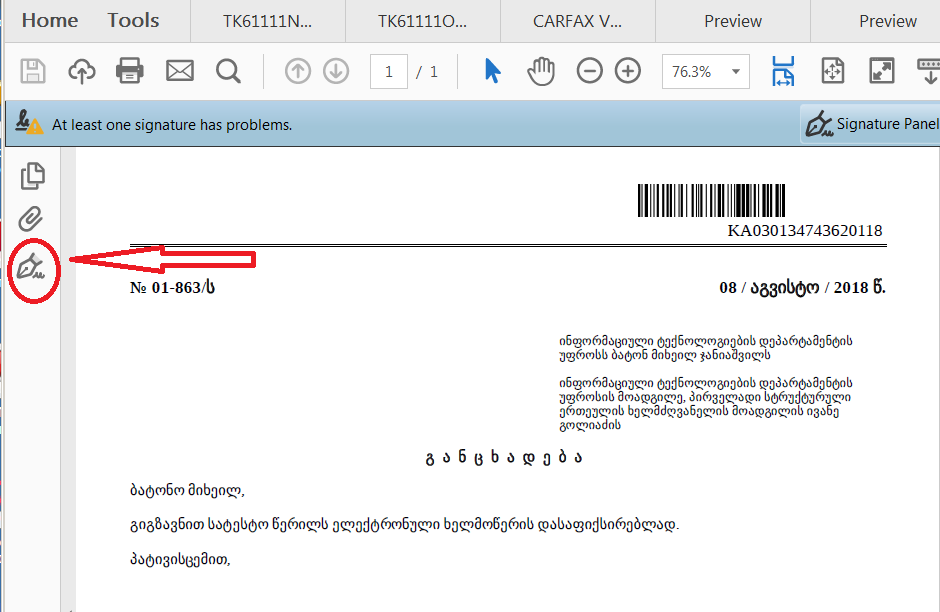 Home Tools TK61111N... TK61111O... CARFAX V... Preview Preview
1 / 1 76.3%
At least one signature has problems. Signature Panel
KA030134743620118
№ 01-863/ს 08 / აგვისტო / 2018 წ.
ინფორმაციული ტექნოლოგიების დეპარტამენტის
უფროსს ბატონ მიხეილ ჯანიაშვილს
ინფორმაციული ტექნოლოგიების დეპარტამენტის
უფროსის მოადგილე, პირველადი სტრუქტურული
ერთეულის ხელმძღვანელის მოადგილის ივანე
გოლიაძის
გ ა ნ ც ხ ა დ ე ბ ა
ბატონო მიხეილ,
გიგზავნით სატესტო წერილს ელექტრონული ხელმოწერის დასაფიქსირებლად.
პატივისცემით,